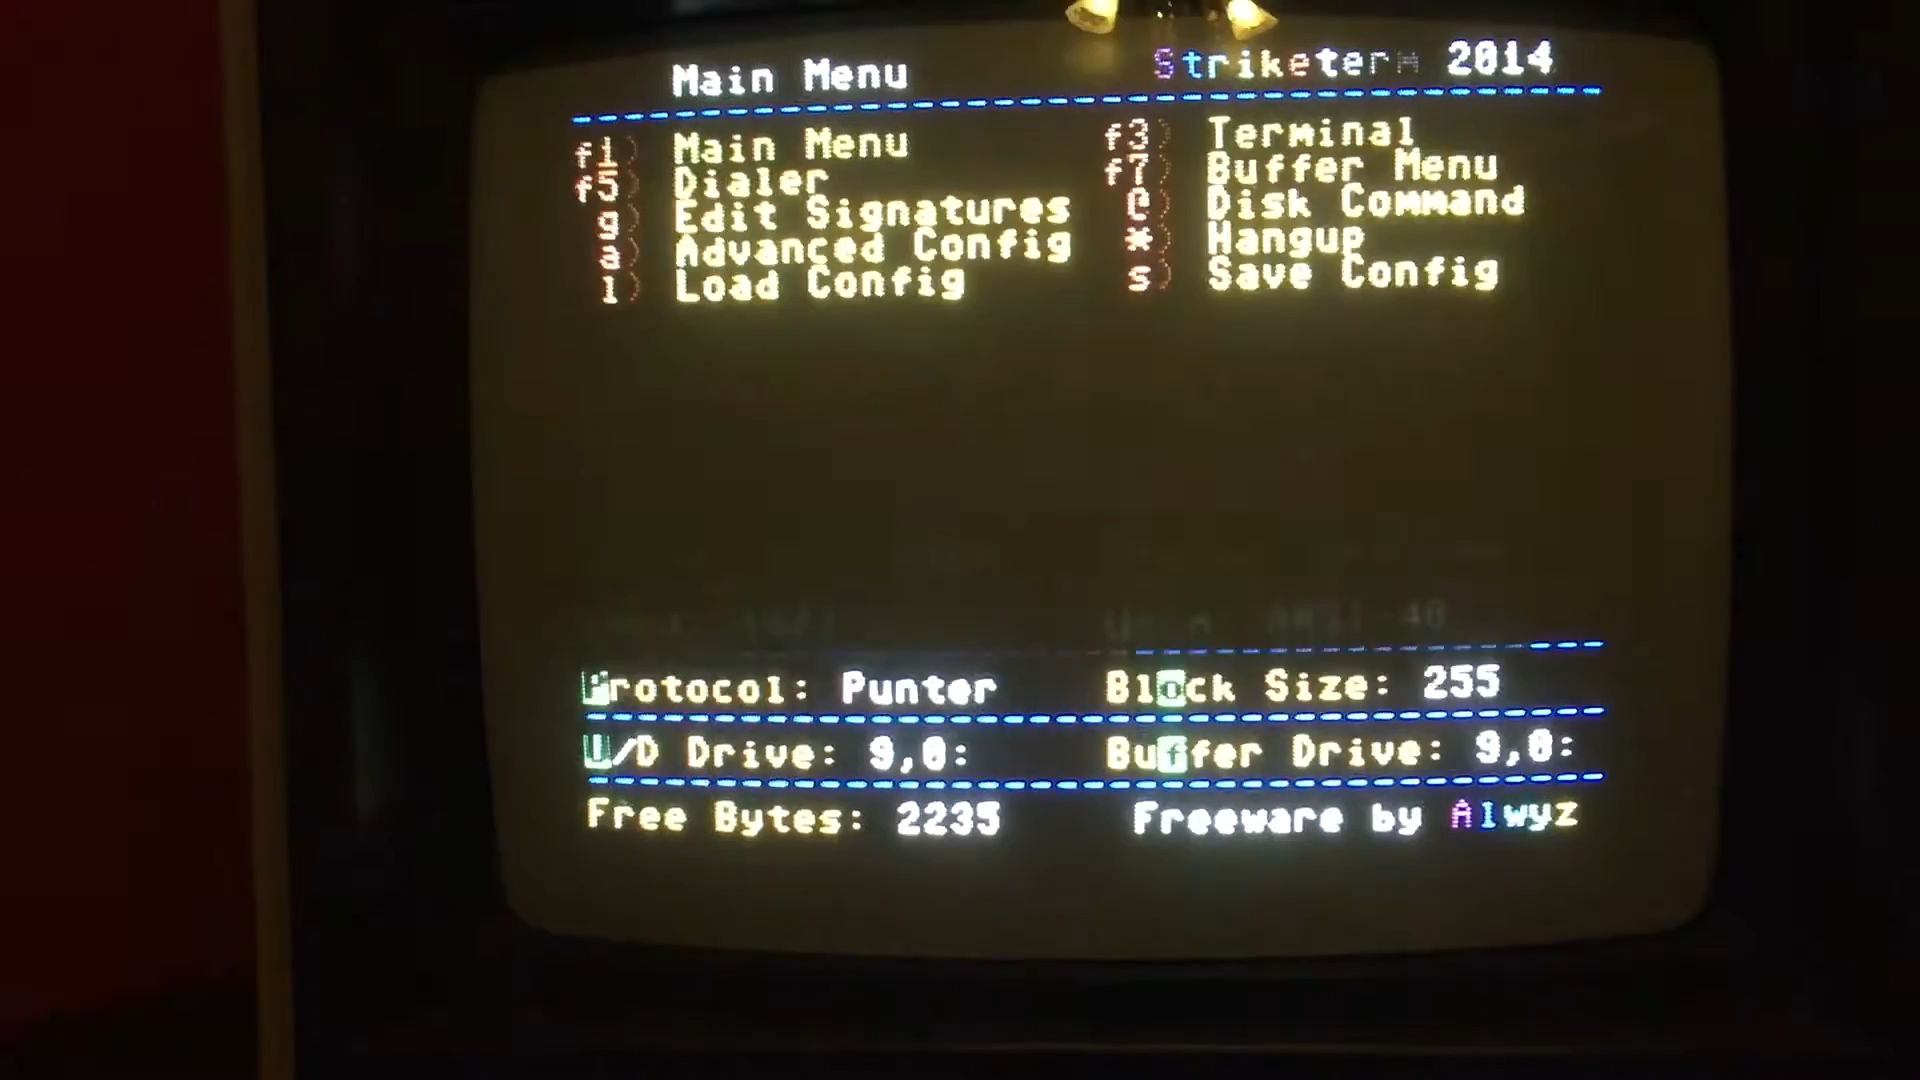 Main Menu Striketerm 2014
f1) Main Menu f3) Terminal
f5) Dialer f7) Buffer Menu
g) Edit Signatures @) Disk Command
a) Advanced Config *) Hangup
l) Load Config s) Save Config
Protocol: Punter Block Size: 255
U/D Drive: 9,0: Buffer Drive: 9,0:
Free Bytes: 2235 Freeware by Alwyz